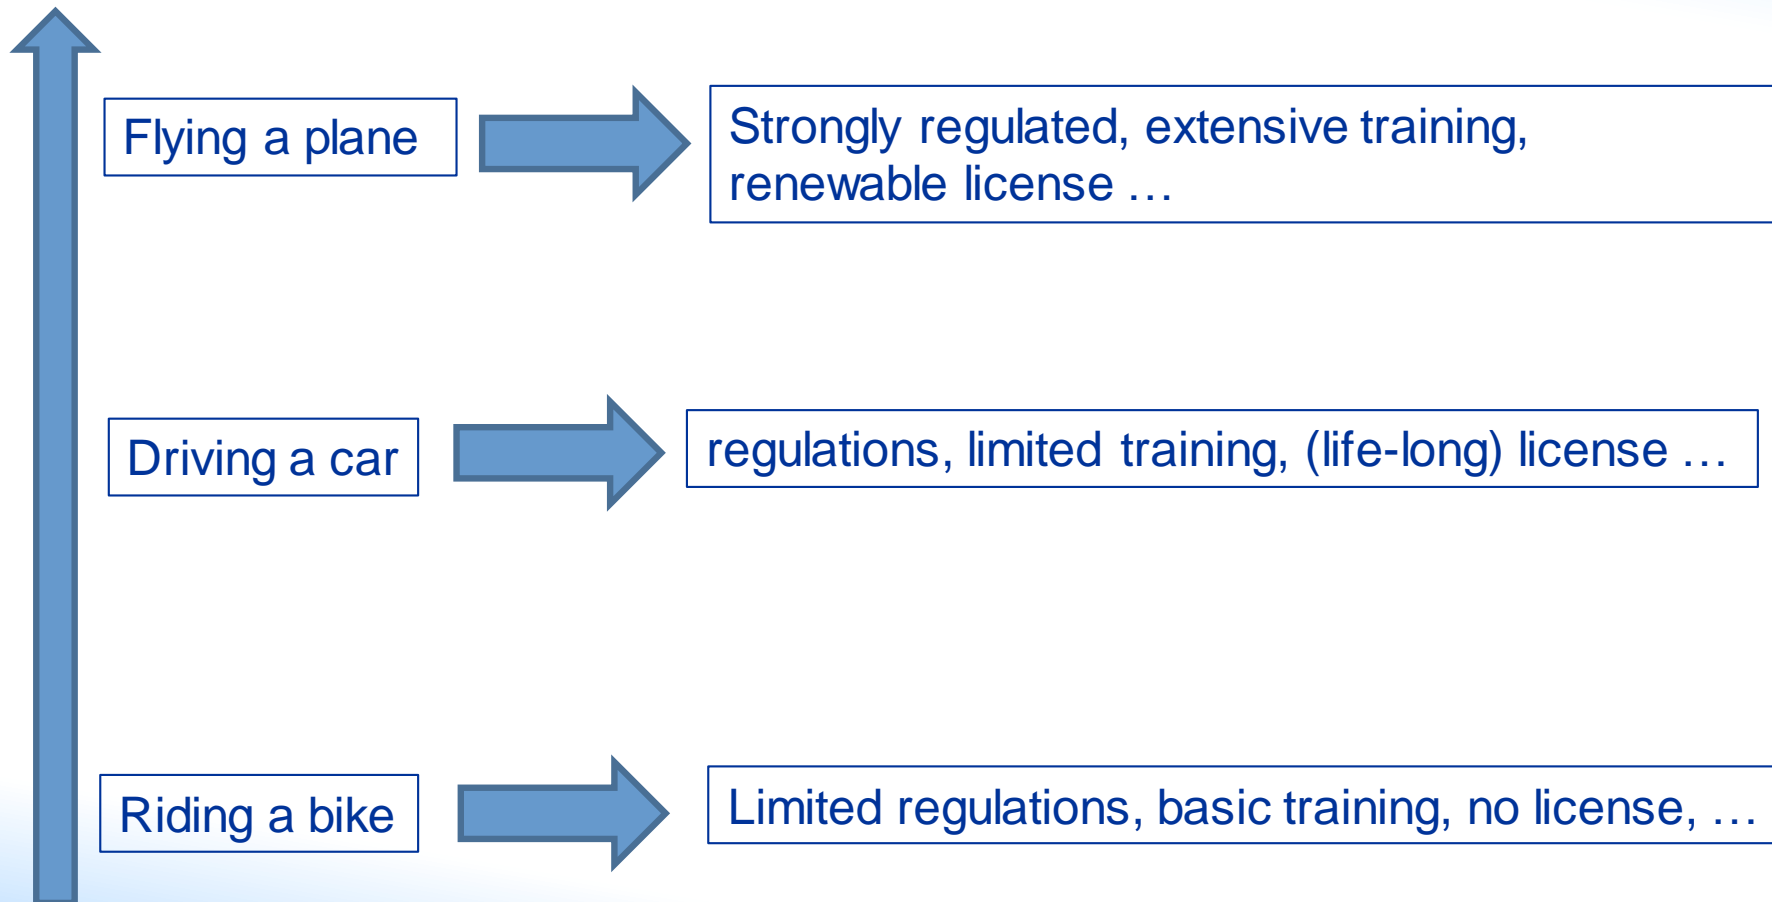 Flying a plane
Strongly regulated, extensive training,
renewable license …
Driving a car
regulations, limited training, (life-long) license …
Riding a bike
Limited regulations, basic training, no license, …